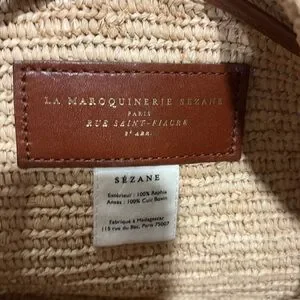 LA MAROQUINERIE SÉZANE
PARIS
RUE SAINT-FIACRE
2ᵉ ARR.
SÉZANE
Extérieur : 100% Raphia
Anses : 100% Cuir Bovin
Fabriqué à Madagascar
116 rue du Bac, Paris 75007